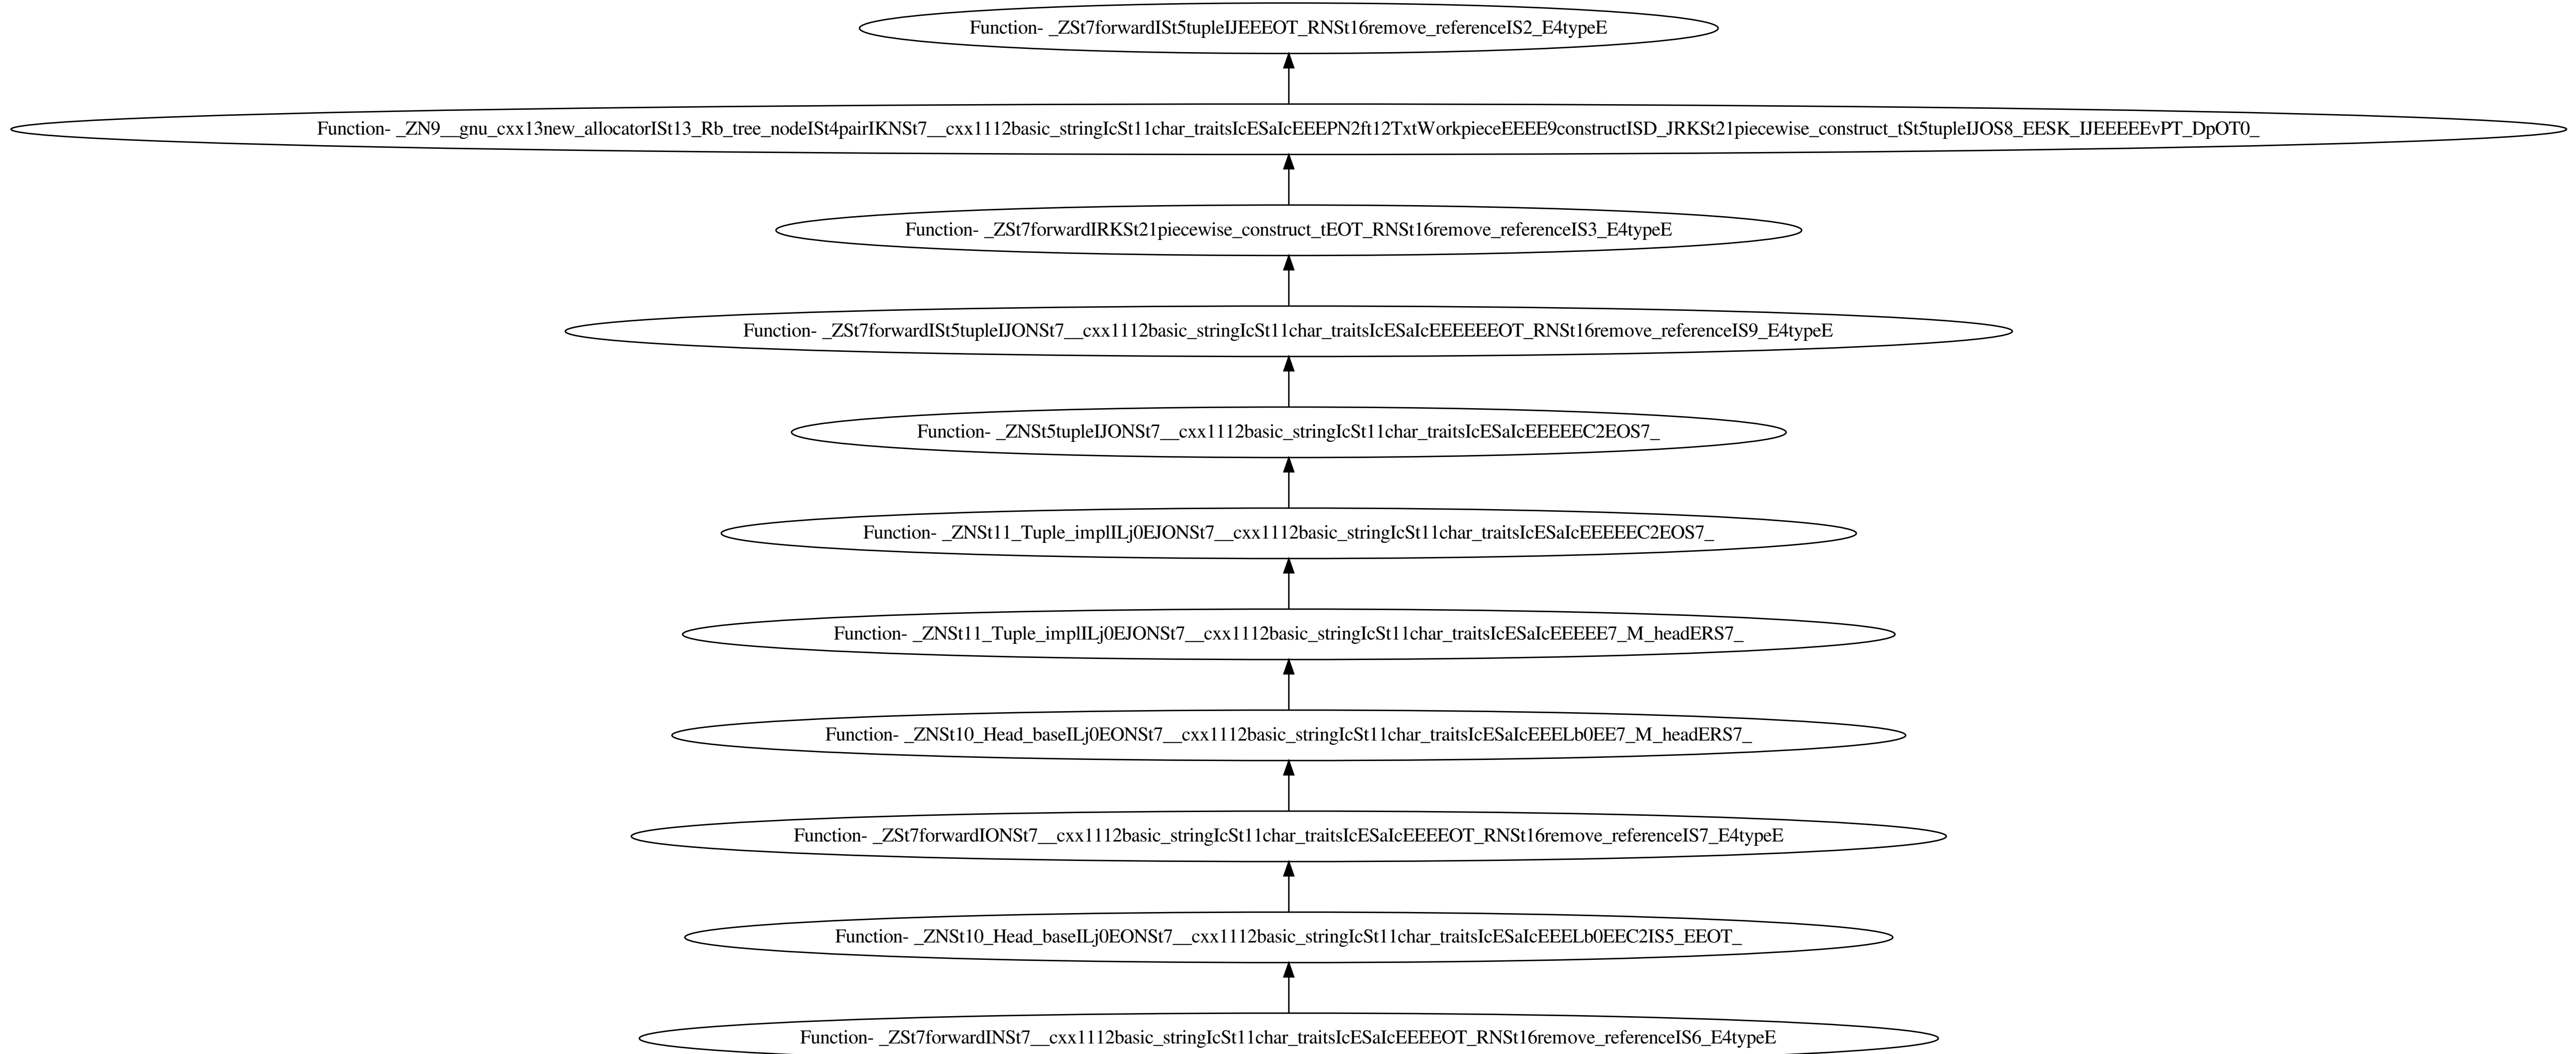 Function- _ZSt7forwardISt5tupleIJEEEOT_RNSt16remove_referenceIS2_E4typeE
Function- _ZN9__gnu_cxx13new_allocatorISt13_Rb_tree_nodeISt4pairIKNSt7__cxx1112basic_stringIcSt11char_traitsIcESaIcEEEPN2ft12TxtWorkpieceEEEE9constructISD_JRKSt21piecewise_construct_tSt5tupleIJOS8_EESK_IJEEEEEvPT_DpOT0_
Function- _ZSt7forwardIRKSt21piecewise_construct_tEOT_RNSt16remove_referenceIS3_E4typeE
Function- _ZSt7forwardISt5tupleIJONSt7__cxx1112basic_stringIcSt11char_traitsIcESaIcEEEEEEOT_RNSt16remove_referenceIS9_E4typeE
Function- _ZNSt5tupleIJONSt7__cxx1112basic_stringIcSt11char_traitsIcESaIcEEEEEC2EOS7_
Function- _ZNSt11_Tuple_implILj0EJONSt7__cxx1112basic_stringIcSt11char_traitsIcESaIcEEEEEC2EOS7_
Function- _ZNSt11_Tuple_implILj0EJONSt7__cxx1112basic_stringIcSt11char_traitsIcESaIcEEEEE7_M_headERS7_
Function- _ZNSt10_Head_baseILj0EONSt7__cxx1112basic_stringIcSt11char_traitsIcESaIcEEELb0EE7_M_headERS7_
Function- _ZSt7forwardIONSt7__cxx1112basic_stringIcSt11char_traitsIcESaIcEEEEOT_RNSt16remove_referenceIS7_E4typeE
Function- _ZNSt10_Head_baseILj0EONSt7__cxx1112basic_stringIcSt11char_traitsIcESaIcEEELb0EEC2IS5_EEOT_
Function- _ZSt7forwardINSt7__cxx1112basic_stringIcSt11char_traitsIcESaIcEEEEOT_RNSt16remove_referenceIS6_E4typeE